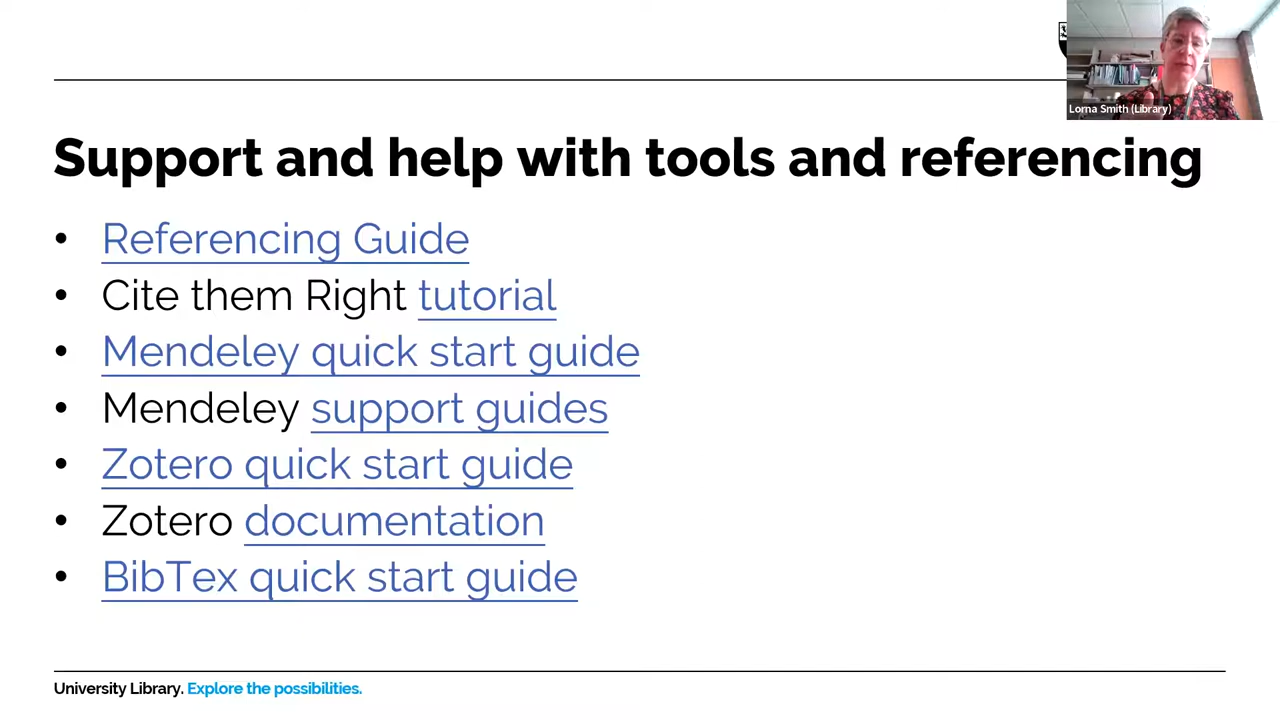 Lorna Smith (Library)
Support and help with tools and referencing
• Referencing Guide
• Cite them Right tutorial
• Mendeley quick start guide
• Mendeley support guides
• Zotero quick start guide
• Zotero documentation
• BibTex quick start guide
University Library. Explore the possibilities.